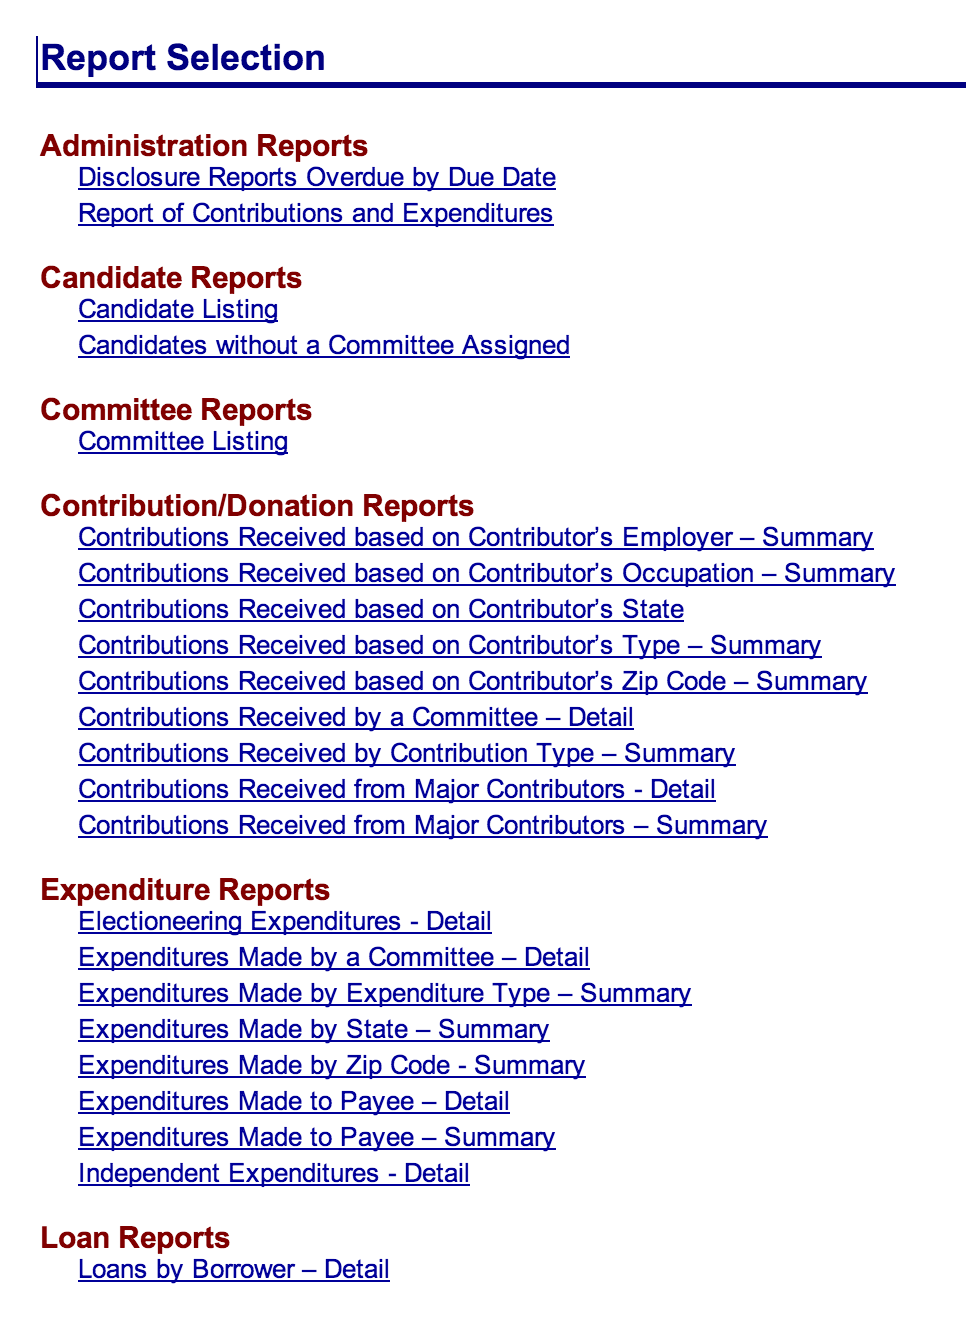 Report Selection
Administration Reports
Disclosure Reports Overdue by Due Date
Report of Contributions and Expenditures
Candidate Reports
Candidate Listing
Candidates without a Committee Assigned
Committee Reports
Committee Listing
Contribution/Donation Reports
Contributions Received based on Contributor’s Employer – Summary
Contributions Received based on Contributor’s Occupation – Summary
Contributions Received based on Contributor’s State
Contributions Received based on Contributor’s Type – Summary
Contributions Received based on Contributor’s Zip Code – Summary
Contributions Received by a Committee – Detail
Contributions Received by Contribution Type – Summary
Contributions Received from Major Contributors - Detail
Contributions Received from Major Contributors – Summary
Expenditure Reports
Electioneering Expenditures - Detail
Expenditures Made by a Committee – Detail
Expenditures Made by Expenditure Type – Summary
Expenditures Made by State – Summary
Expenditures Made by Zip Code - Summary
Expenditures Made to Payee – Detail
Expenditures Made to Payee – Summary
Independent Expenditures - Detail
Loan Reports
Loans by Borrower – Detail